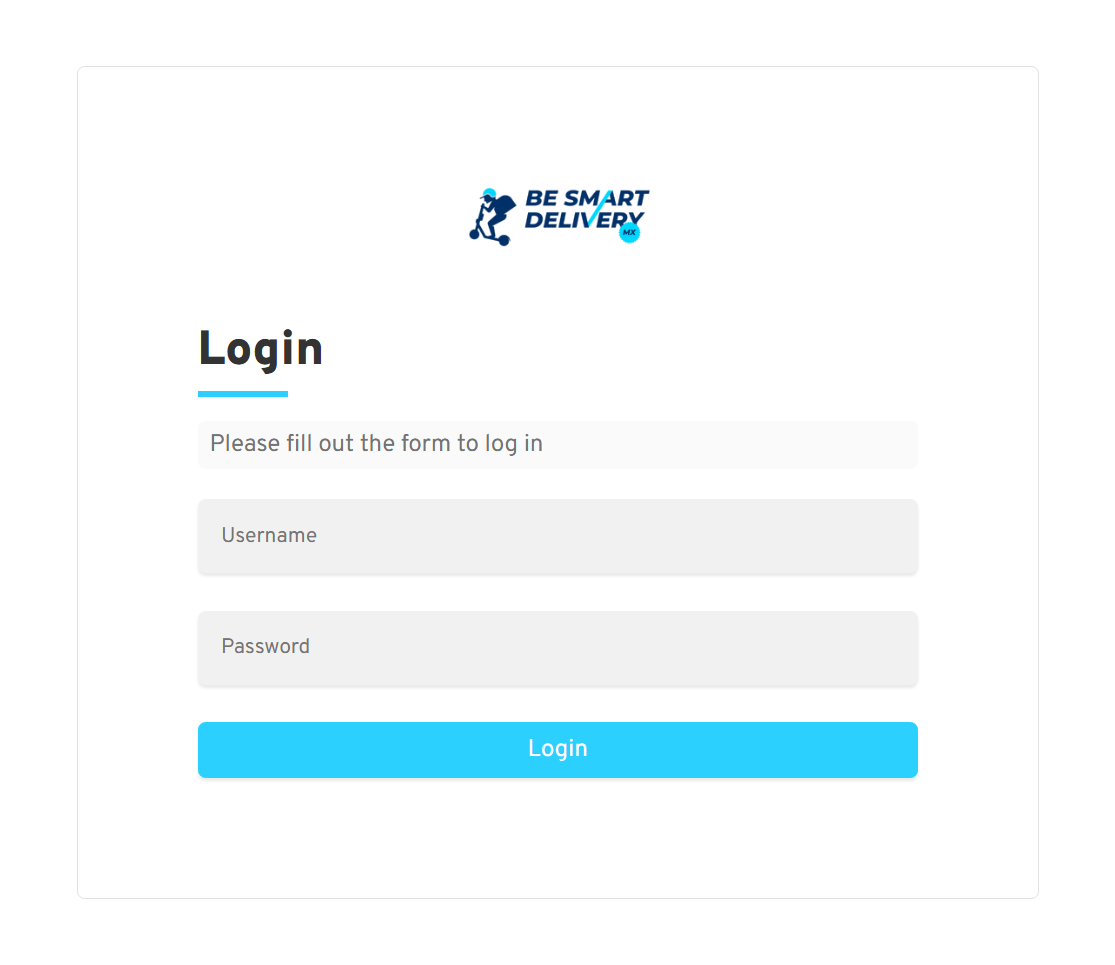 BE SMART
DELIVERY
MX
Login
Please fill out the form to log in
Username
Password
Login